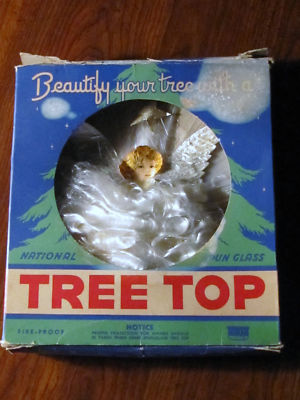 Beautify your tree with a
NATIONAL
SPUN GLASS
TREE TOP
FIRE-PROOF
NOTICE